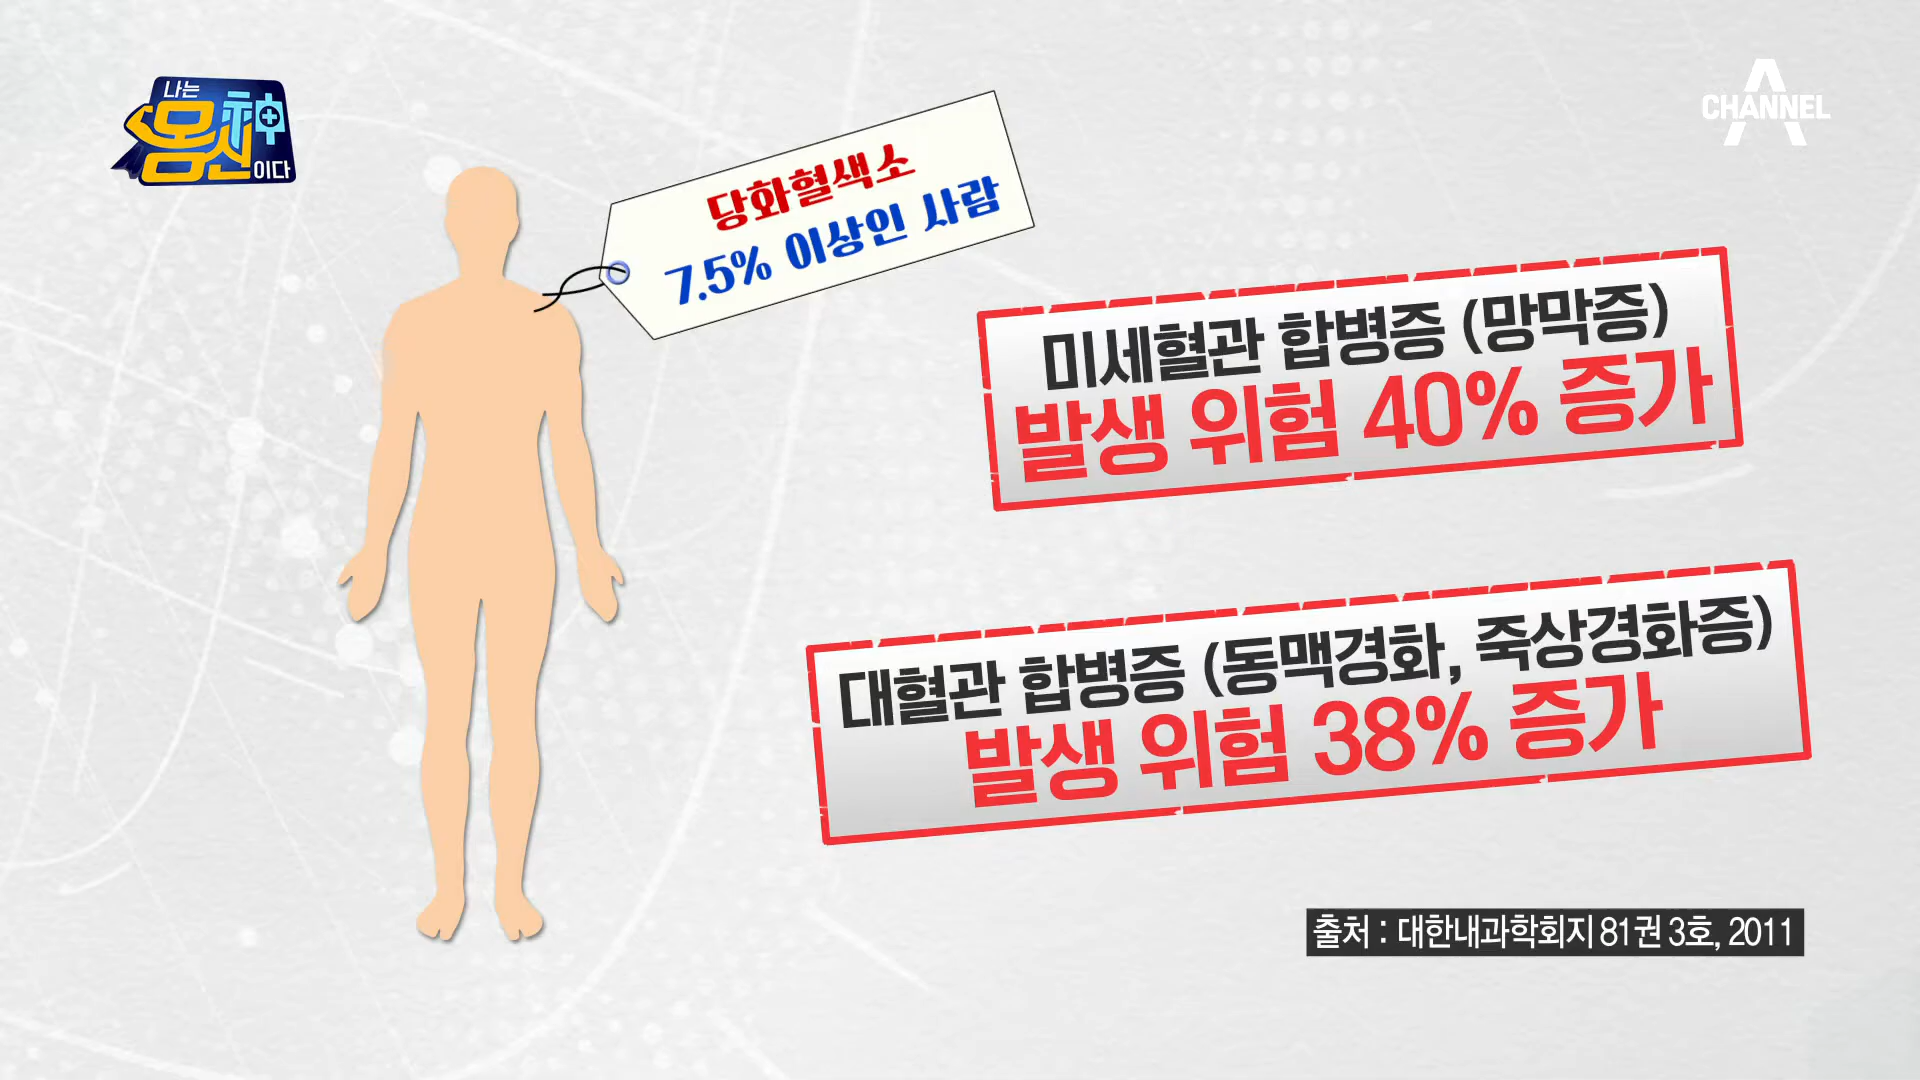 나는
몸신神
이다
CHANNEL A
당화혈색소
7.5% 이상인 사람
미세혈관 합병증 (망막증)
발생 위험 40% 증가
대혈관 합병증 (동맥경화, 죽상경화증)
발생 위험 38% 증가
출처 : 대한내과학회지 81권 3호, 2011